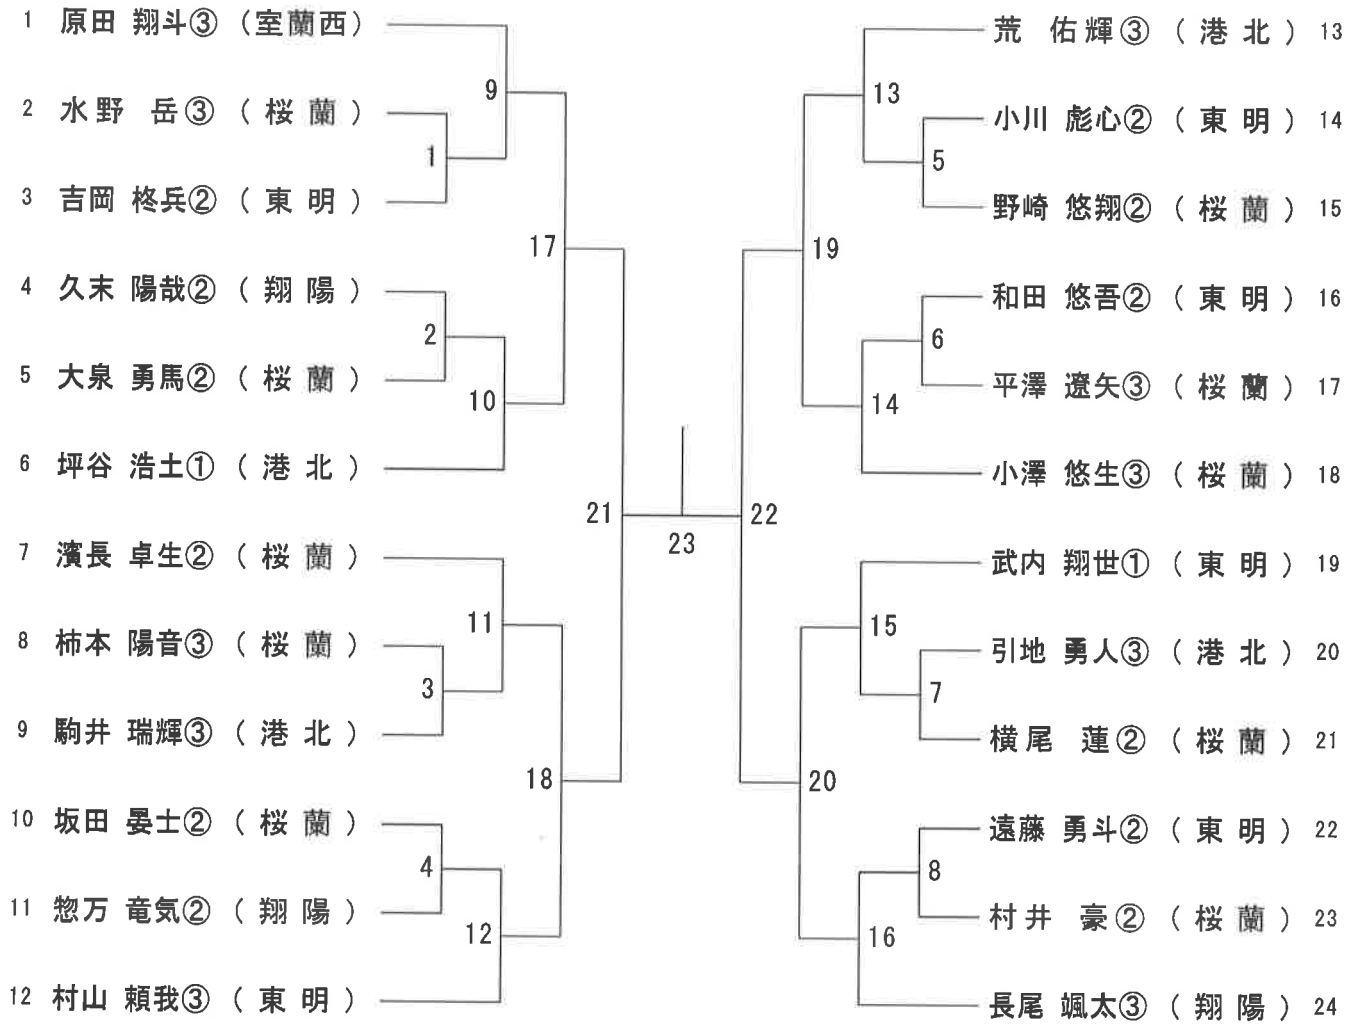 1 原田 翔斗③ (室蘭西)
2 水野 岳③ (桜蘭)
3 吉岡 柊兵② (東明)
4 久末 陽哉② (翔陽)
5 大泉 勇馬② (桜蘭)
6 坪谷 浩土① (港北)
7 濱長 卓生② (桜蘭)
8 柿本 陽音③ (桜蘭)
9 駒井 瑞輝③ (港北)
10 坂田 晏士② (桜蘭)
11 惣万 竜気② (翔陽)
12 村山 頼我③ (東明)
9
1
17
2
10
21
11
3
18
4
12
23
13
5
19
6
14
22
15
7
20
8
16
荒 佑輝③ (港北) 13
小川 彪心② (東明) 14
野崎 悠翔② (桜蘭) 15
和田 悠吾② (東明) 16
平澤 遼矢③ (桜蘭) 17
小澤 悠生③ (桜蘭) 18
武内 翔世① (東明) 19
引地 勇人③ (港北) 20
横尾 蓮② (桜蘭) 21
遠藤 勇斗② (東明) 22
村井 豪② (桜蘭) 23
長尾 颯太③ (翔陽) 24